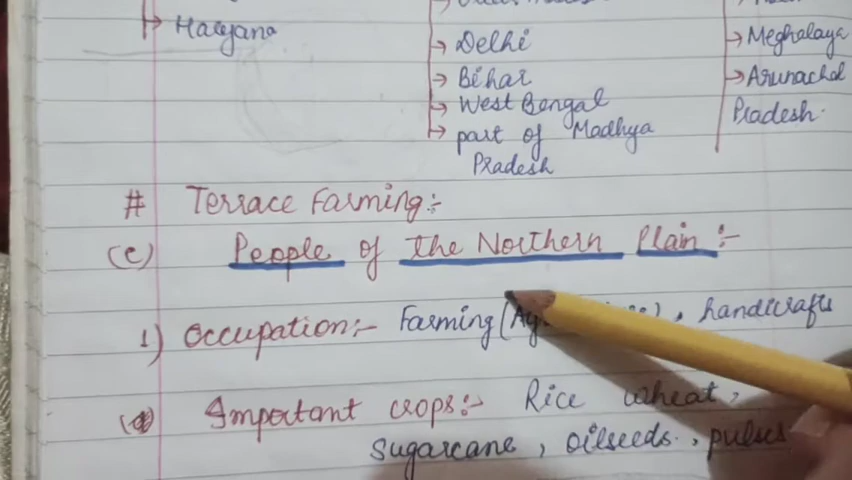 Haryana
Delhi
Bihar
West Bengal
part of Madhya
Pradesh
Meghalaya
Arunachal
Pradesh.
# Terrace Farming:-
(c) People of the Northern Plain :-
1) Occupation:- Farming ( , handicrafts
Important crops:- Rice wheat,
sugarcane, oilseeds., pulses